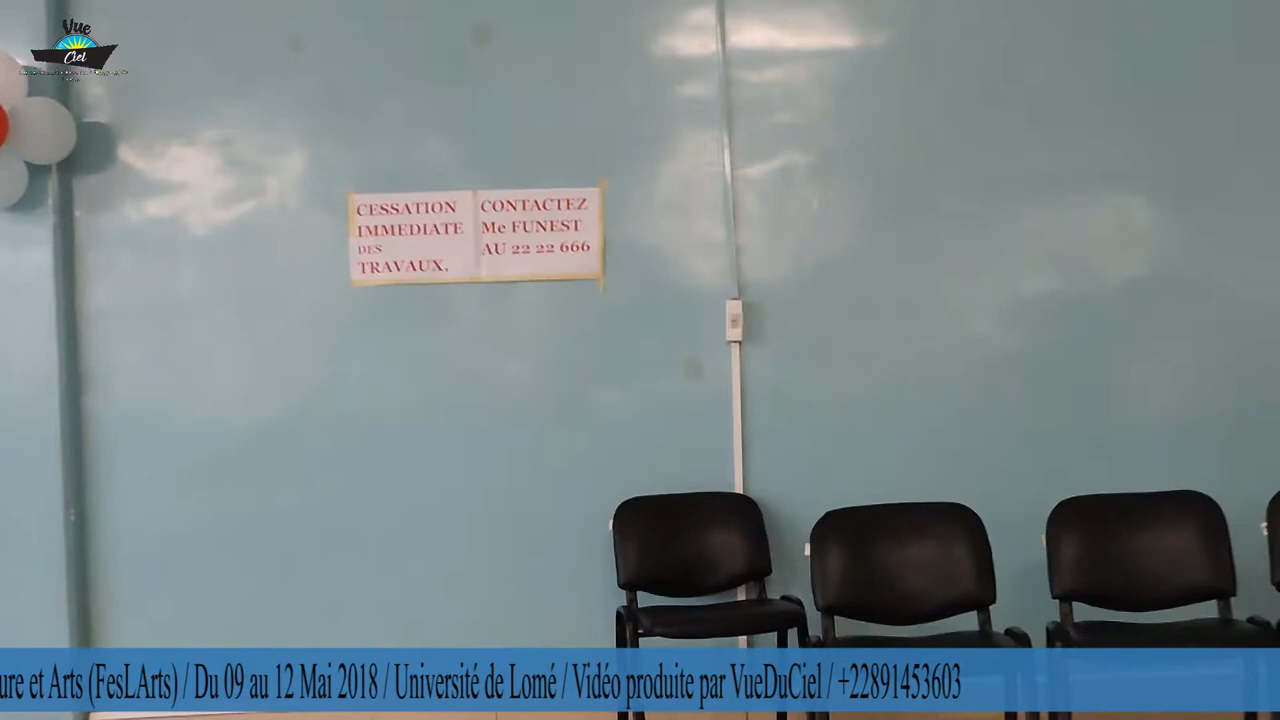 Vue
Ciel
CESSATION
IMMEDIATE
DES
TRAVAUX.
CONTACTEZ
Me FUNEST
AU 22 22 666
ure et Arts (FesLArts) / Du 09 au 12 Mai 2018 / Université de Lomé / Vidéo produite par VueDuCiel / +22891453603